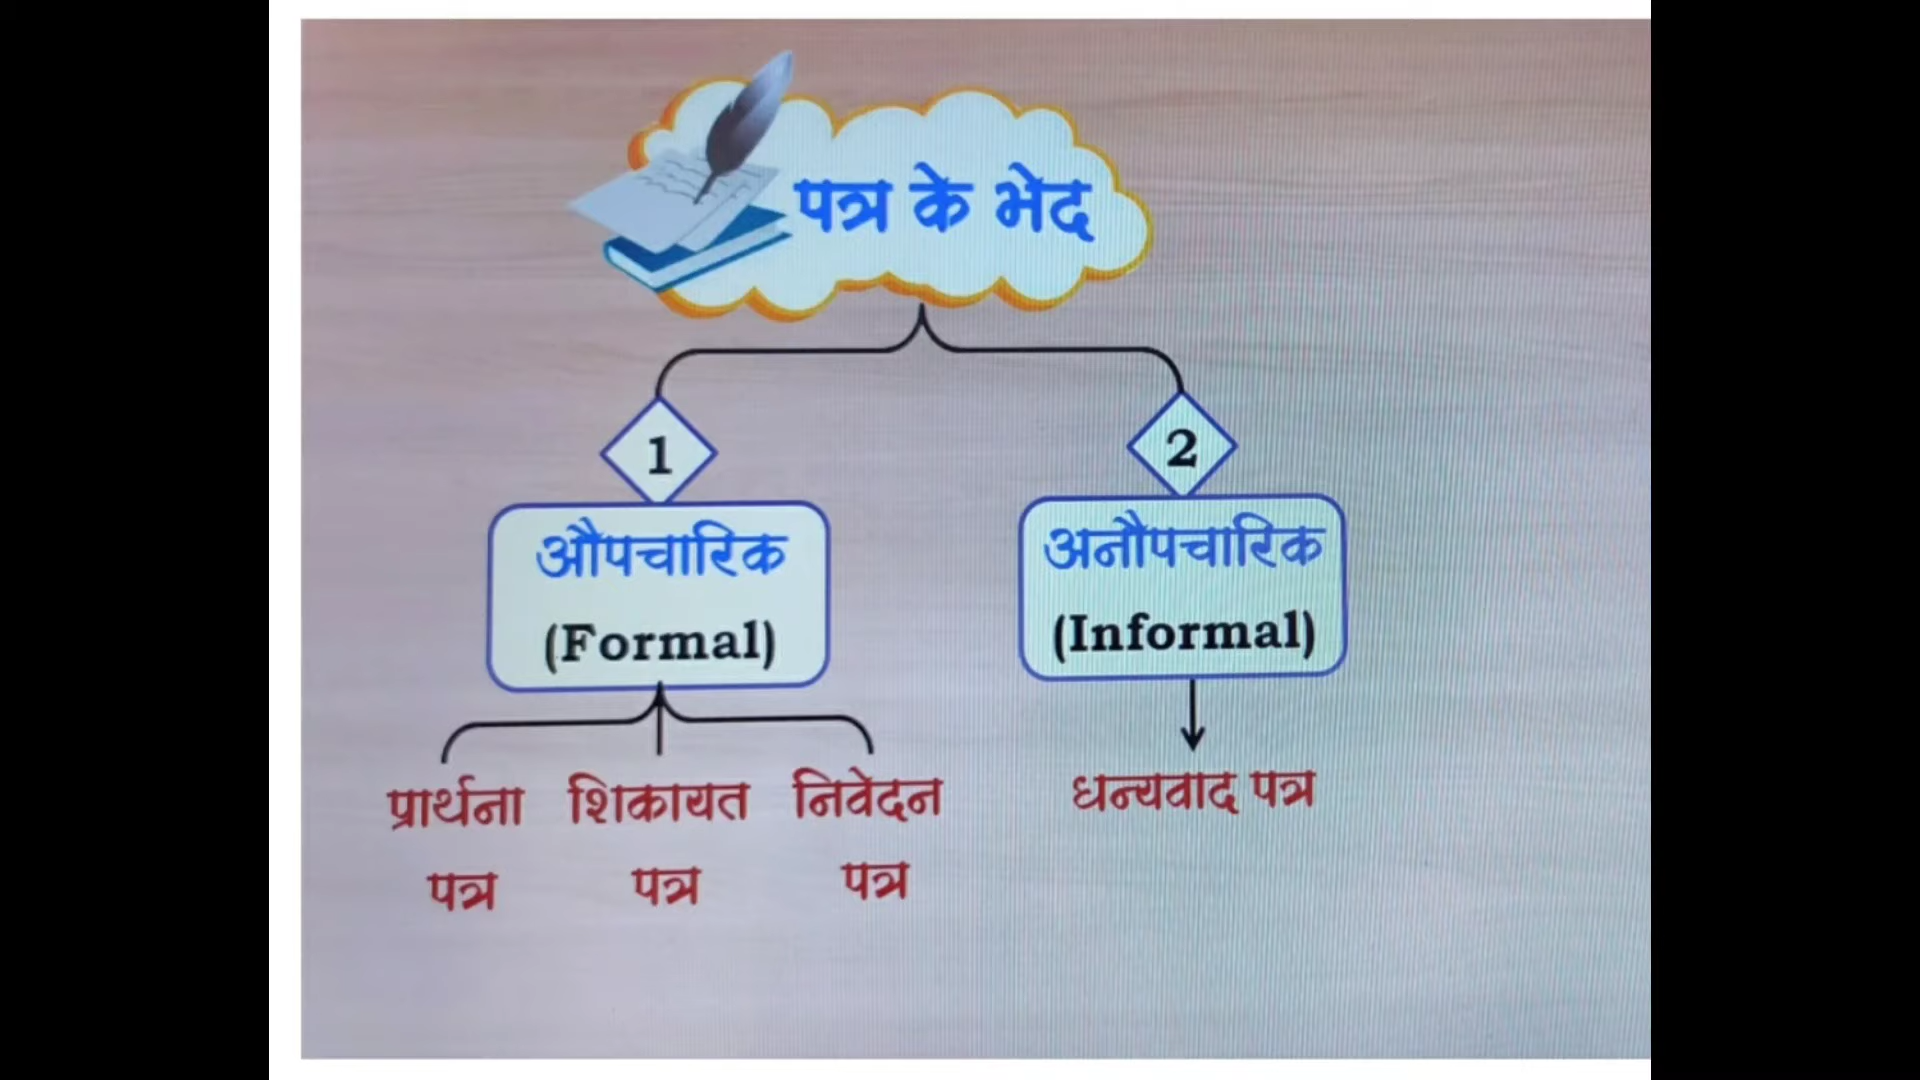 पत्र के भेद
1
2
औपचारिक
(Formal)
अनौपचारिक
(Informal)
प्रार्थना शिकायत निवेदन
पत्र पत्र पत्र
धन्यवाद पत्र